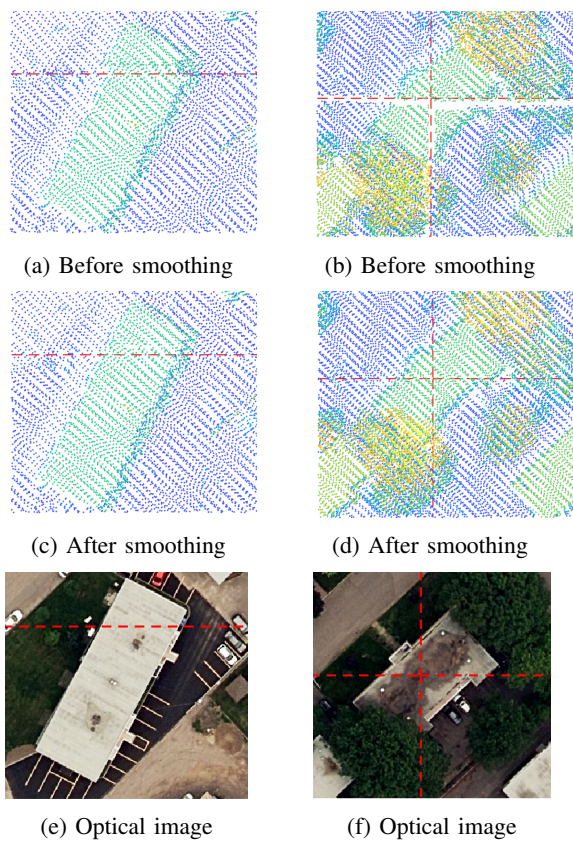 (a) Before smoothing
(b) Before smoothing
(c) After smoothing
(d) After smoothing
(e) Optical image
(f) Optical image